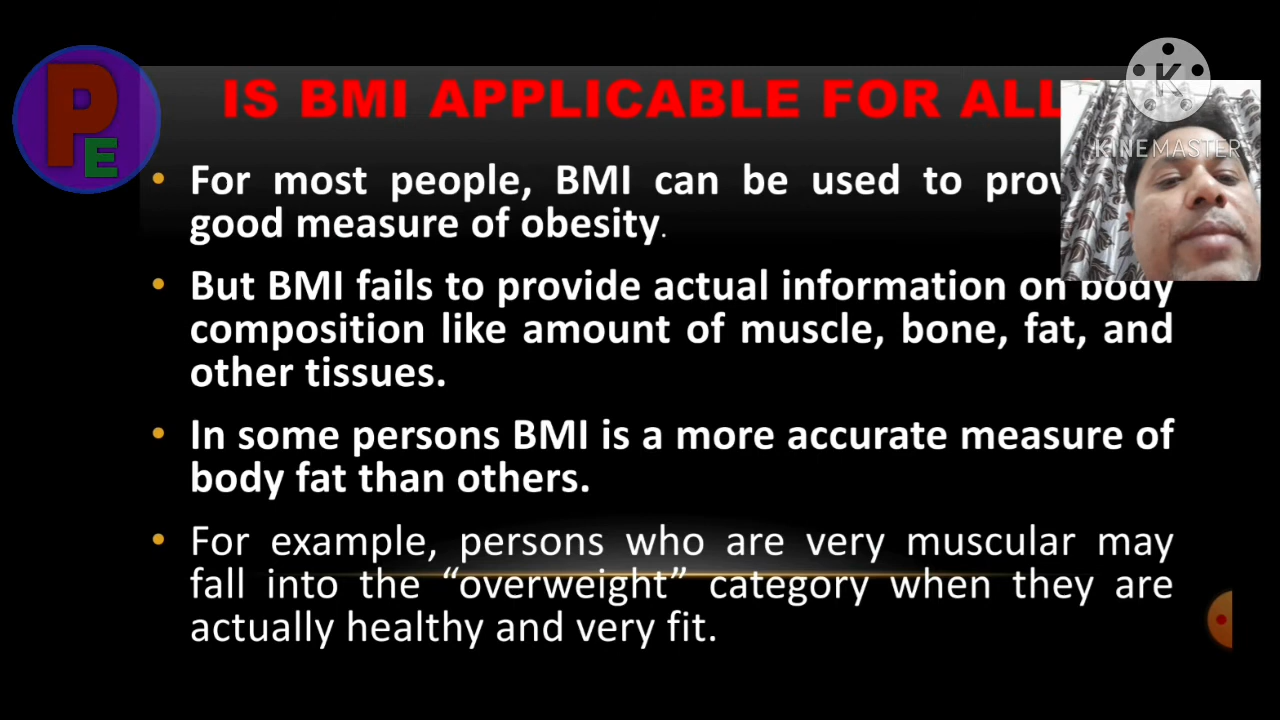 PE
IS BMI APPLICABLE FOR ALL
K
KINEMASTER
• For most people, BMI can be used to prov
good measure of obesity.
• But BMI fails to provide actual information on body
composition like amount of muscle, bone, fat, and
other tissues.
• In some persons BMI is a more accurate measure of
body fat than others.
• For example, persons who are very muscular may
fall into the “overweight” category when they are
actually healthy and very fit.